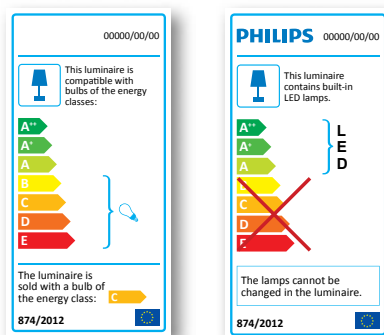 00000/00/00
This luminaire is
compatible with
bulbs of the energy
classes:
A++
A+
A
B
C
D
E
The luminaire is
sold with a bulb of
the energy class:
C
874/2012
PHILIPS 00000/00/00
This luminaire
contains built-in
LED lamps.
A++
A+
A
L
E
D
C
D
E
The lamps cannot be
changed in the luminaire.
874/2012